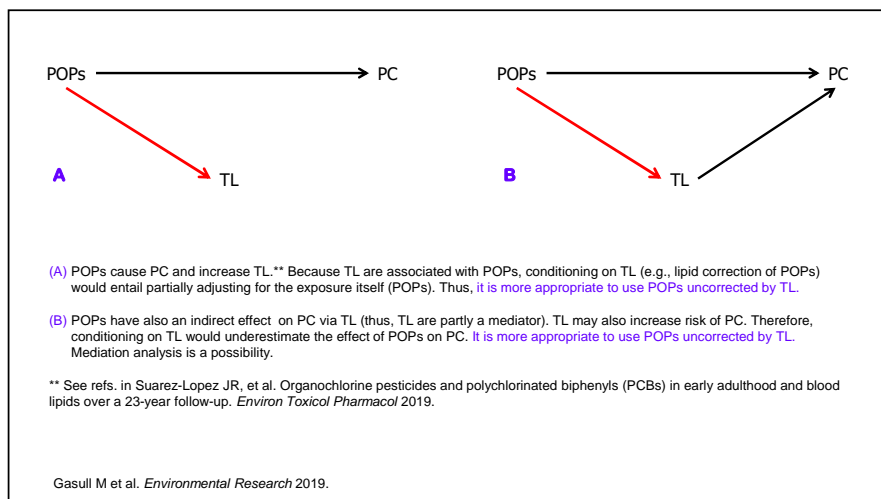 POPs PC POPs PC
A TL B TL
(A) POPs cause PC and increase TL.** Because TL are associated with POPs, conditioning on TL (e.g., lipid correction of POPs)
would entail partially adjusting for the exposure itself (POPs). Thus, it is more appropriate to use POPs uncorrected by TL.
(B) POPs have also an indirect effect on PC via TL (thus, TL are partly a mediator). TL may also increase risk of PC. Therefore,
conditioning on TL would underestimate the effect of POPs on PC. It is more appropriate to use POPs uncorrected by TL.
Mediation analysis is a possibility.
** See refs. in Suarez-Lopez JR, et al. Organochlorine pesticides and polychlorinated biphenyls (PCBs) in early adulthood and blood
lipids over a 23-year follow-up. Environ Toxicol Pharmacol 2019.
Gasull M et al. Environmental Research 2019.